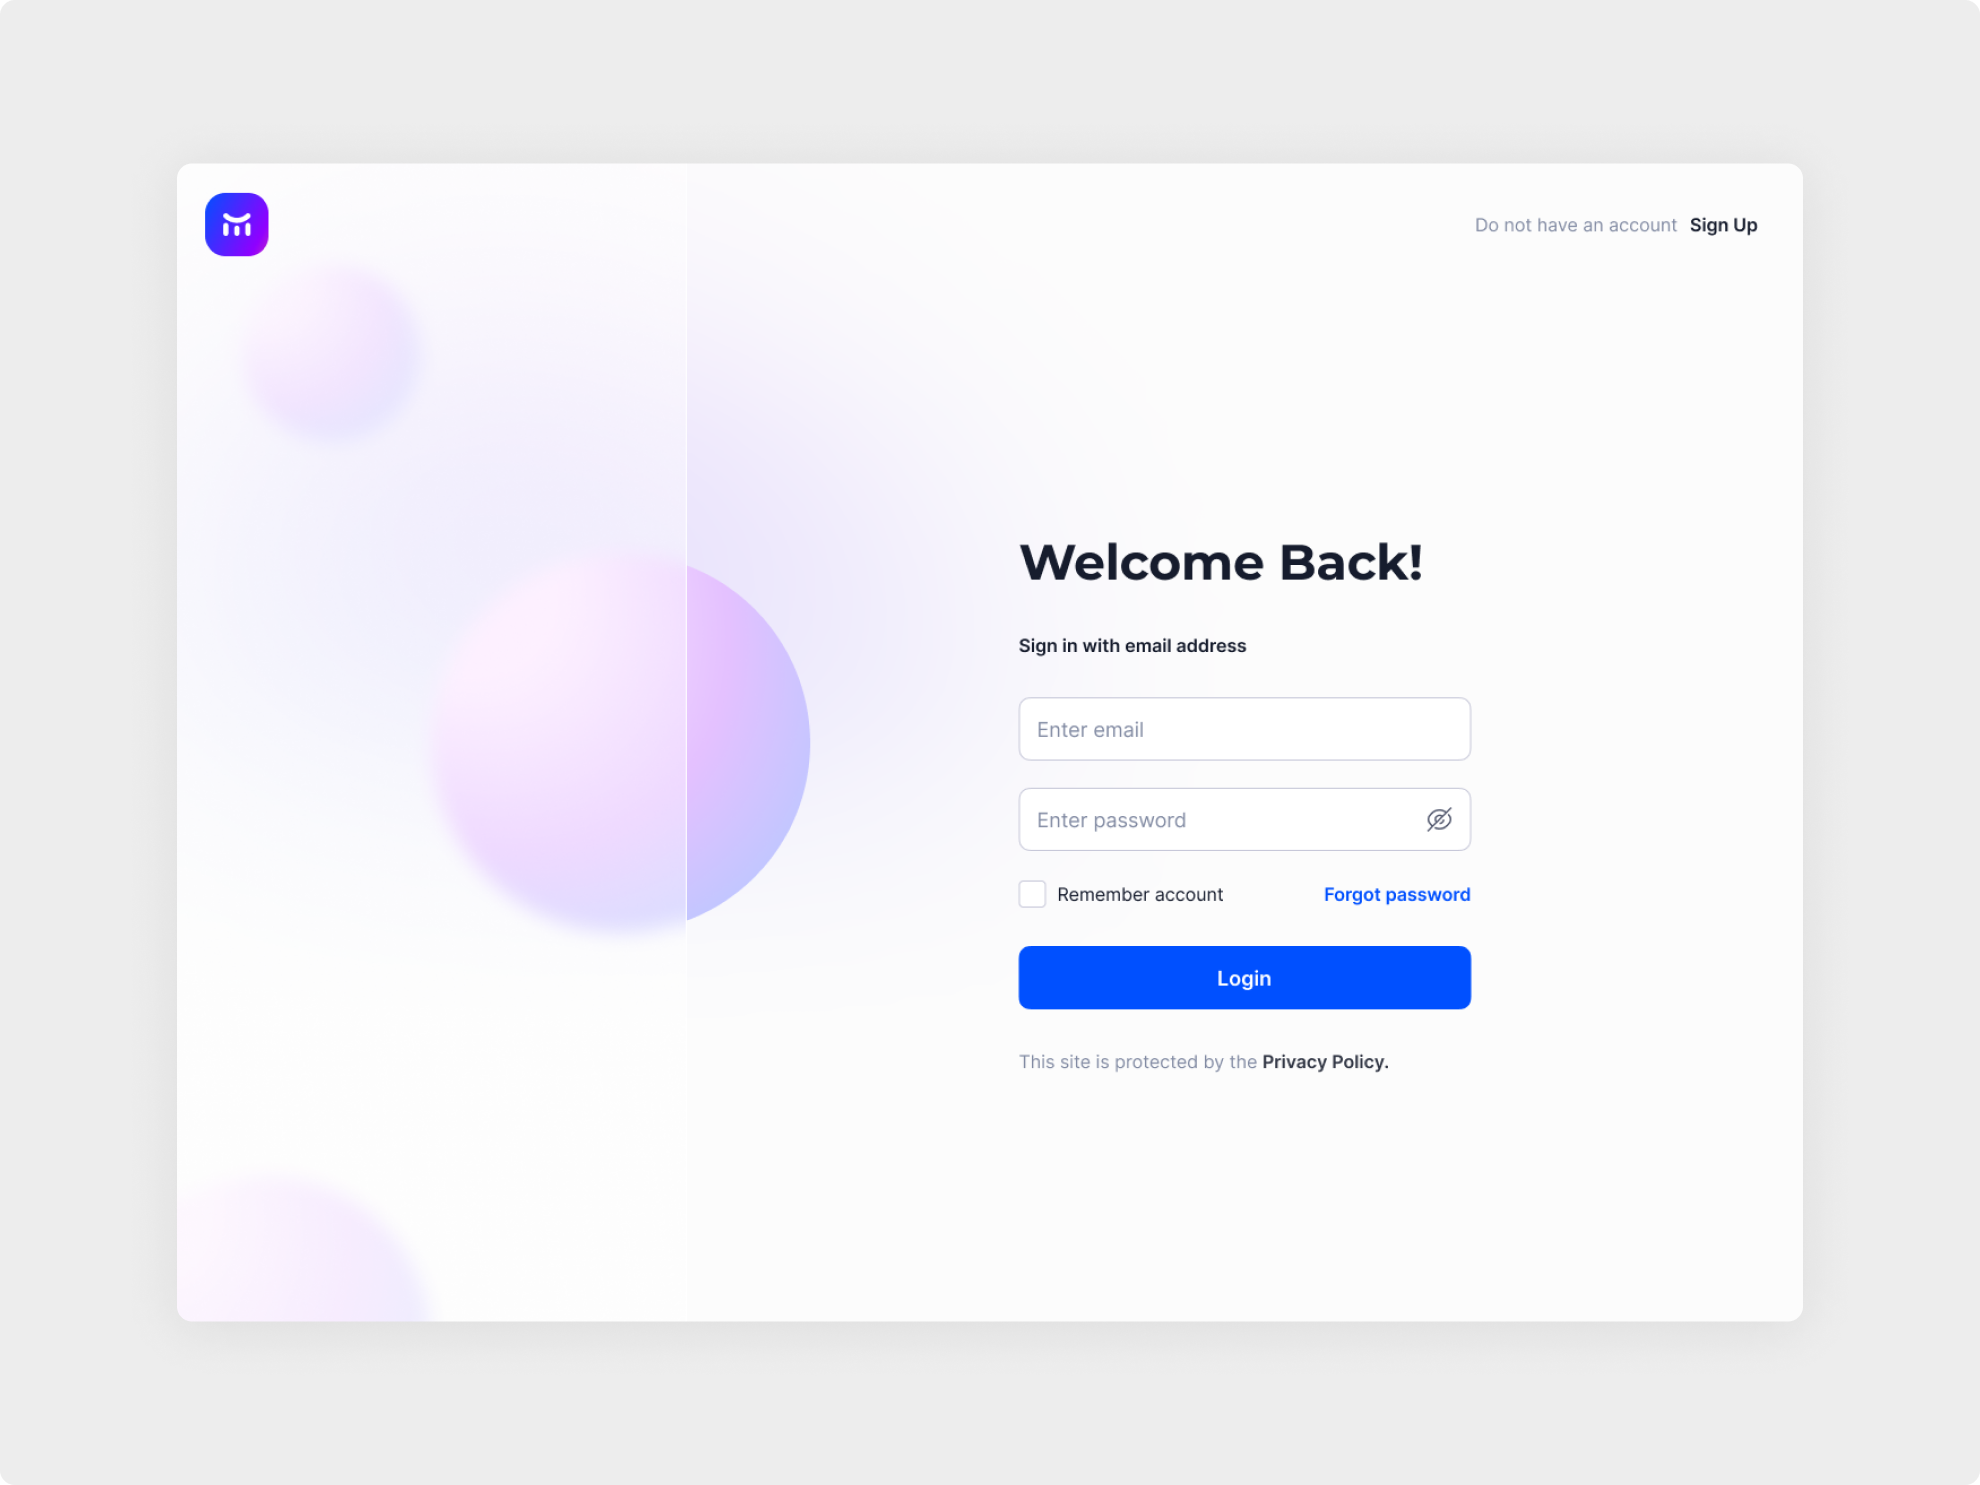 Do not have an account Sign Up
Welcome Back!
Sign in with email address
Enter email
Enter password
Remember account
Forgot password
Login
This site is protected by the Privacy Policy.